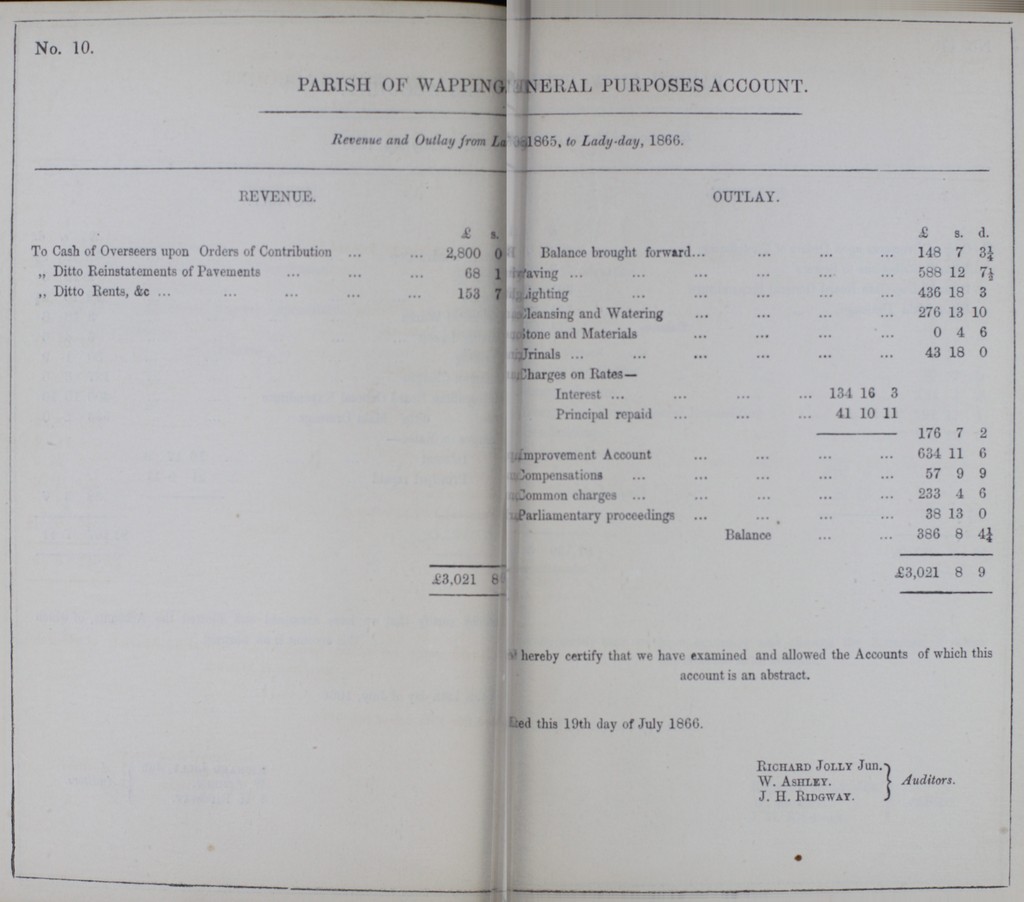 No. 10.
PARISH OF WAPPING NERAL PURPOSES ACCOUNT.
Revenue and Outlay from La 1865, to Lady-day, 1866.
REVENUE.
£ s.
To Cash of Overseers upon Orders of Contribution ... ... 2,800 0
„ Ditto Reinstatements of Pavements ... ... ... 68 1
„ Ditto Rents, &c ... ... ... ... ... 153 7
£3,021 8
OUTLAY.
£ s. d.
Balance brought forward... ... ... ... 148 7 3¼
aving ... ... ... ... ... ... 588 12 7½
ighting ... ... ... ... ... 436 18 3
leansing and Watering ... ... ... ... 276 13 10
tone and Materials ... ... ... ... 0 4 6
Urinals ... ... ... ... ... ... 43 18 0
Charges on Rates—
Interest ... ... ... ... 134 16 3
Principal repaid ... ... ... 41 10 11
176 7 2
Improvement Account ... ... ... ... 634 11 6
Compensations ... ... ... ... ... 57 9 9
Common charges ... ... ... ... ... 233 4 6
Parliamentary proceedings ... ... ... ... 38 13 0
Balance ... ... 386 8 4¼
£3,021 8 9
hereby certify that we have examined and allowed the Accounts of which this
account is an abstract.
ted this 19th day of July 1866.
RICHARD JOLLY Jun.
W. ASHLEY.
J. H. RIDGWAY.
} Auditors.